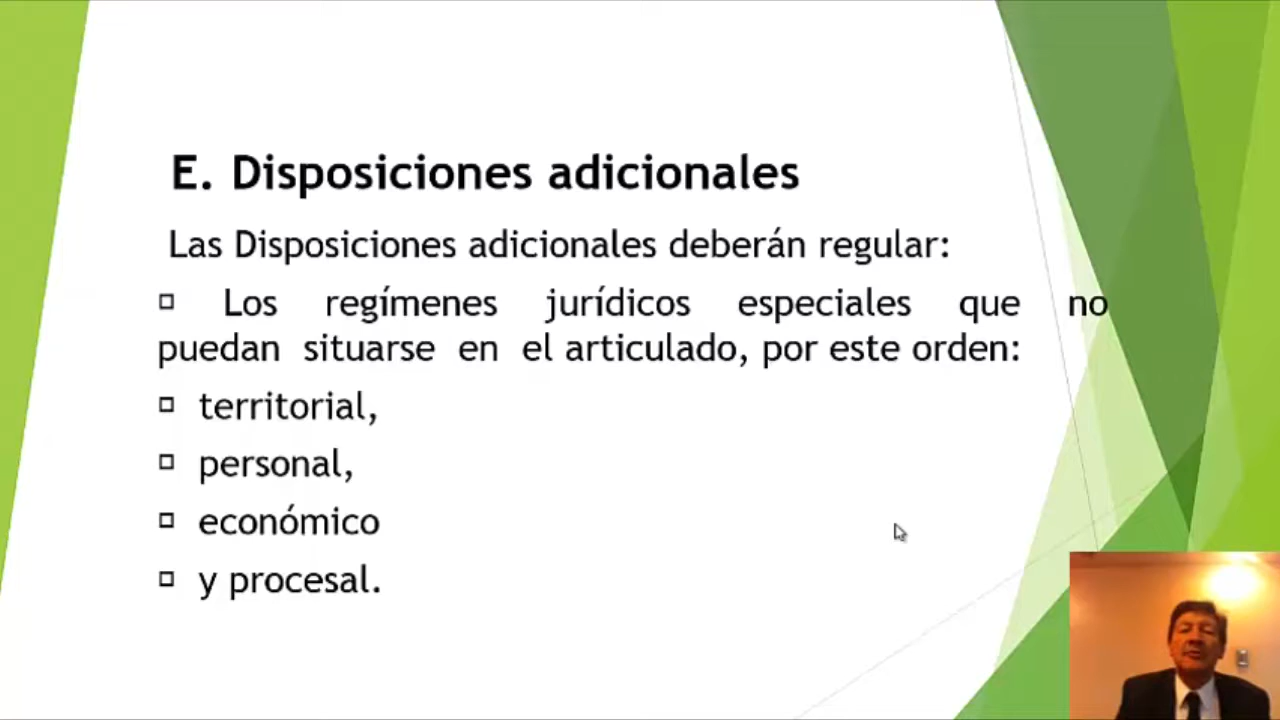 E. Disposiciones adicionales
Las Disposiciones adicionales deberán regular:
Los regímenes jurídicos especiales que no
puedan situarse en el articulado, por este orden:
territorial,
personal,
económico
y procesal.